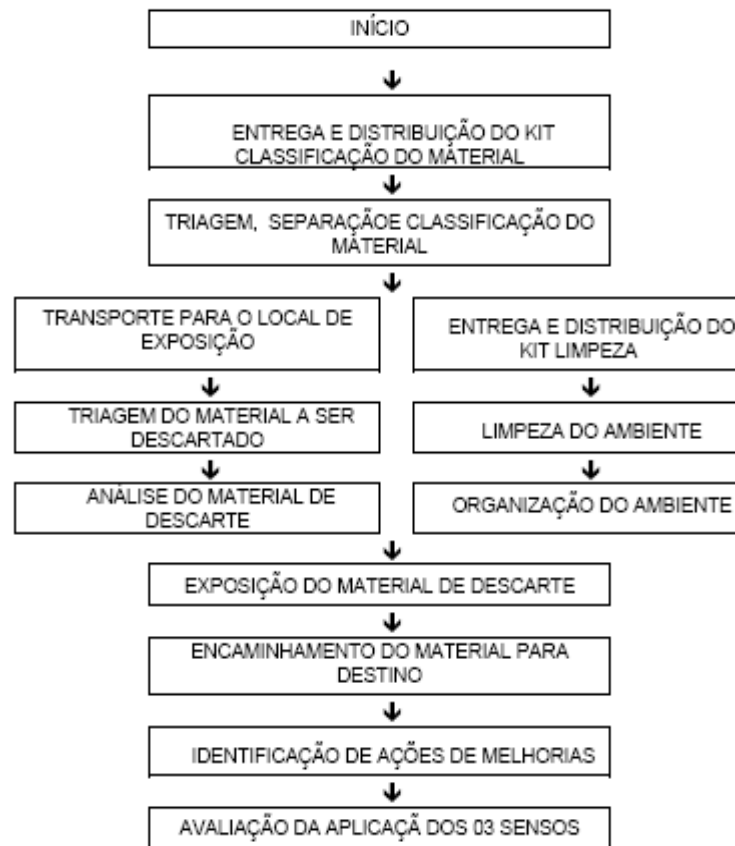 INÍCIO
ENTREGA E DISTRIBUIÇÃO DO KIT
CLASSIFICAÇÃO DO MATERIAL
TRIAGEM, SEPARAÇÃOE CLASSIFICAÇÃO DO
MATERIAL
TRANSPORTE PARA O LOCAL DE
EXPOSIÇÃO
ENTREGA E DISTRIBUIÇÃO DO
KIT LIMPEZA
TRIAGEM DO MATERIAL A SER
DESCARTADO
LIMPEZA DO AMBIENTE
ANÁLISE DO MATERIAL DE
DESCARTE
ORGANIZAÇÃO DO AMBIENTE
EXPOSIÇÃO DO MATERIAL DE DESCARTE
ENCAMINHAMENTO DO MATERIAL PARA
DESTINO
IDENTIFICAÇÃO DE AÇÕES DE MELHORIAS
AVALIAÇÃO DA APLICAÇÃ DOS 03 SENSOS